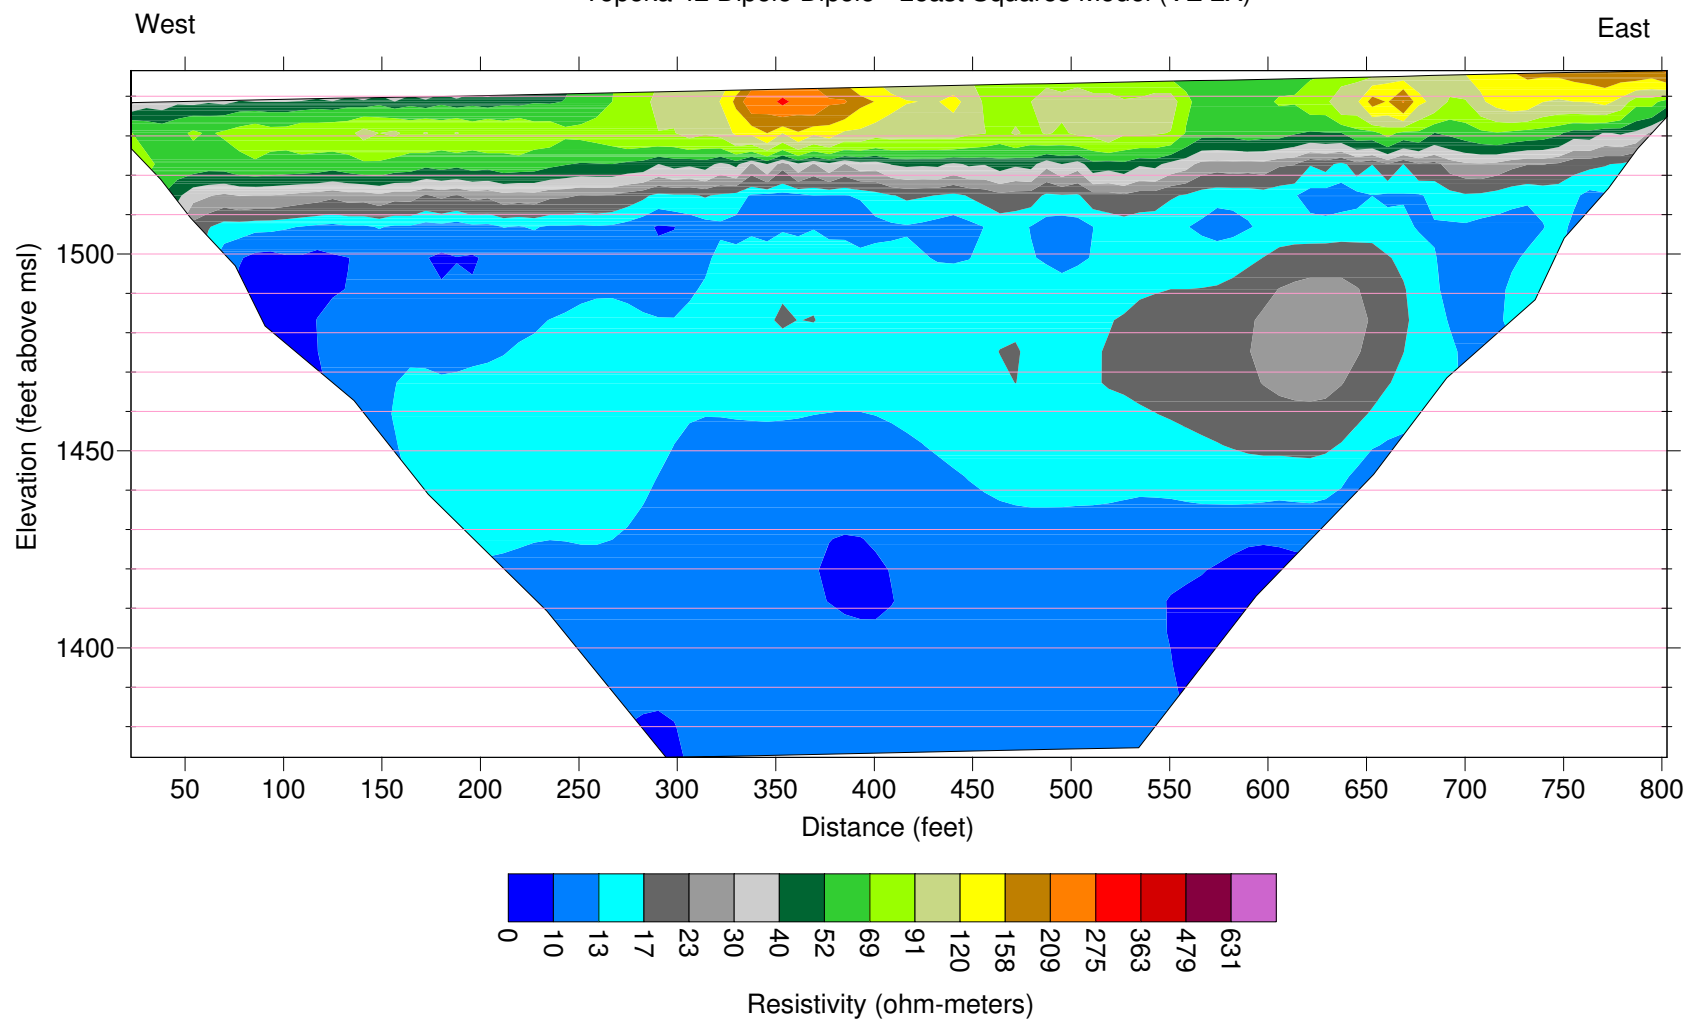 West
East
Elevation (feet above msl)
1500
1450
1400
50 100 150 200 250 300 350 400 450 500 550 600 650 700 750 800
Distance (feet)
0 10 13 17 23 30 40 52 69 91 120 158 209 275 363 479 631
Resistivity (ohm-meters)